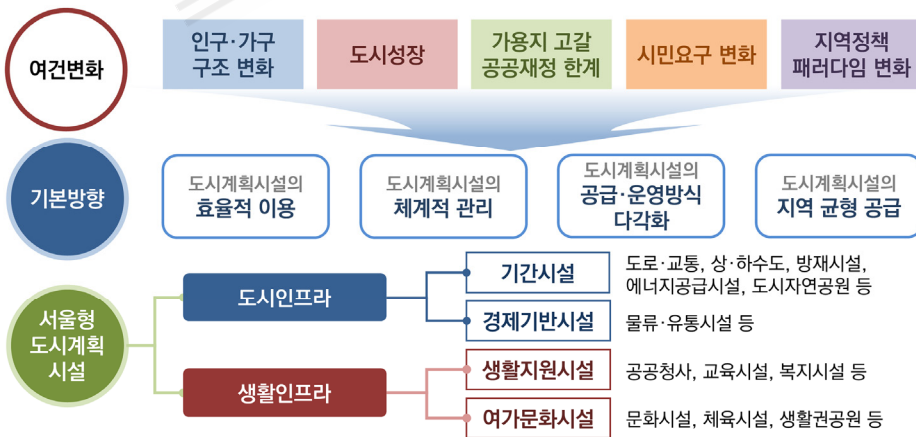 여건변화
인구·가구
구조 변화
도시성장
가용지 고갈
공공재정 한계
시민요구 변화
지역정책
패러다임 변화
기본방향
도시계획시설의
효율적 이용
도시계획시설의
체계적 관리
도시계획시설의
공급·운영방식
다각화
도시계획시설의
지역 균형 공급
서울형
도시계획
시설
도시인프라
기간시설
도로·교통, 상·하수도, 방재시설,
에너지공급시설, 도시자연공원 등
경제기반시설
물류·유통시설 등
생활인프라
생활지원시설
공공청사, 교육시설, 복지시설 등
여가문화시설
문화시설, 체육시설, 생활권공원 등